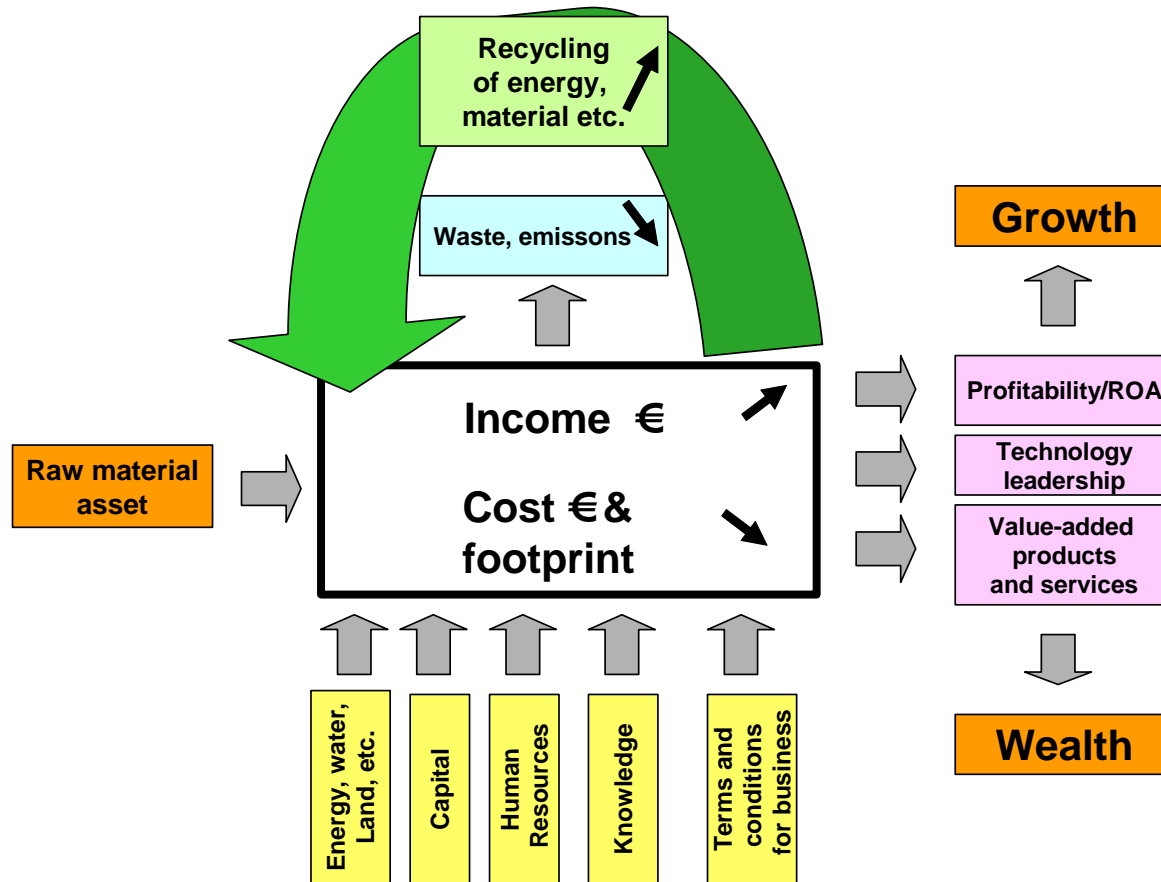 Recycling
of energy,
material etc.
Waste, emissons
Growth
Income €
Cost €&
footprint
Raw material
asset
Profitability/ROA
Technology
leadership
Value-added
products
and services
Energy, water,
Land, etc.
Capital
Human
Resources
Knowledge
Terms and
conditions
for business
Wealth